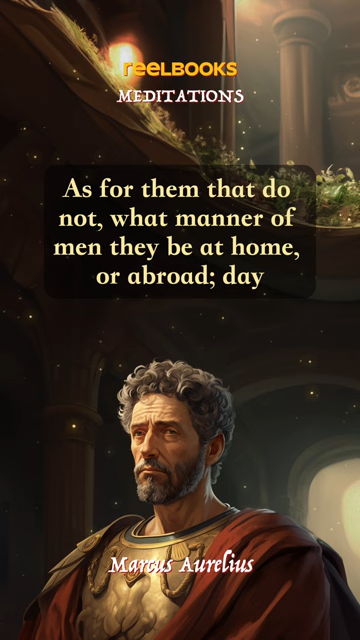 reelBOOKS
MEDITATIONS
As for them that do
not, what manner of
men they be at home,
or abroad; day
Marcus Aurelius